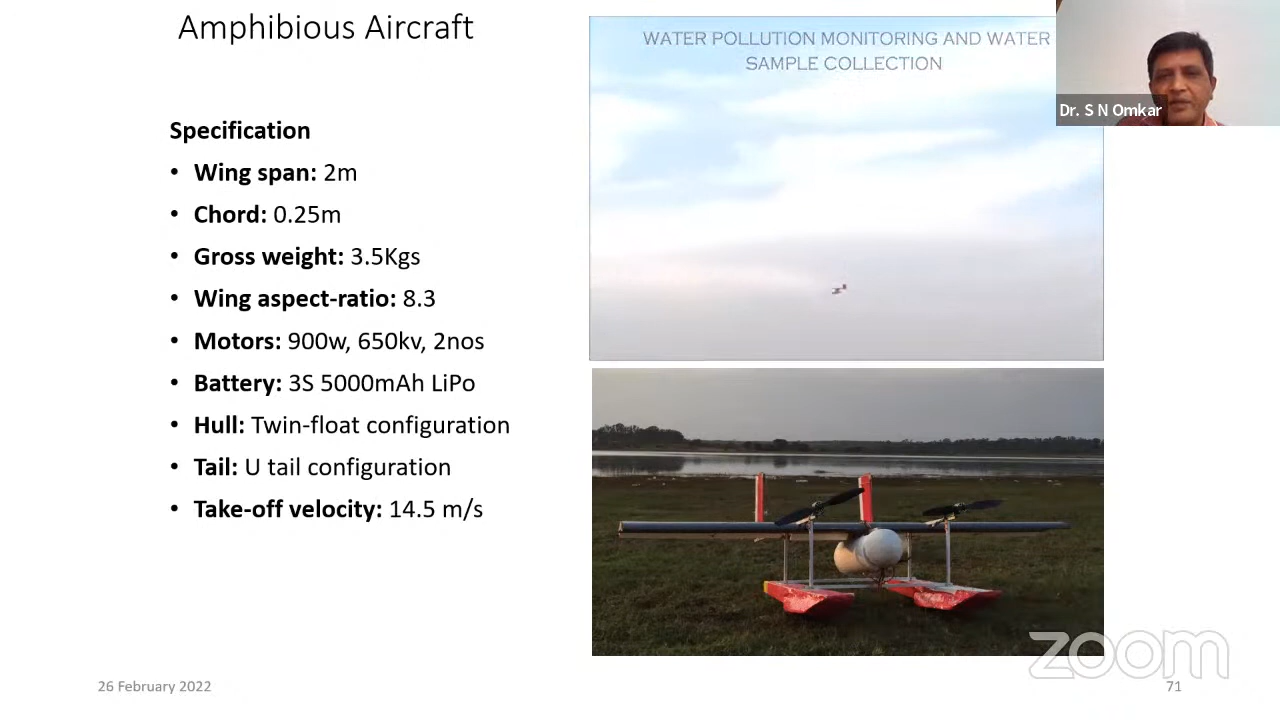 Amphibious Aircraft
Specification
• Wing span: 2m
• Chord: 0.25m
• Gross weight: 3.5Kgs
• Wing aspect-ratio: 8.3
• Motors: 900w, 650kv, 2nos
• Battery: 3S 5000mAh LiPo
• Hull: Twin-float configuration
• Tail: U tail configuration
• Take-off velocity: 14.5 m/s
WATER POLLUTION MONITORING AND WATER
SAMPLE COLLECTION
Dr. S N Omkar
zoom
26 February 2022
71